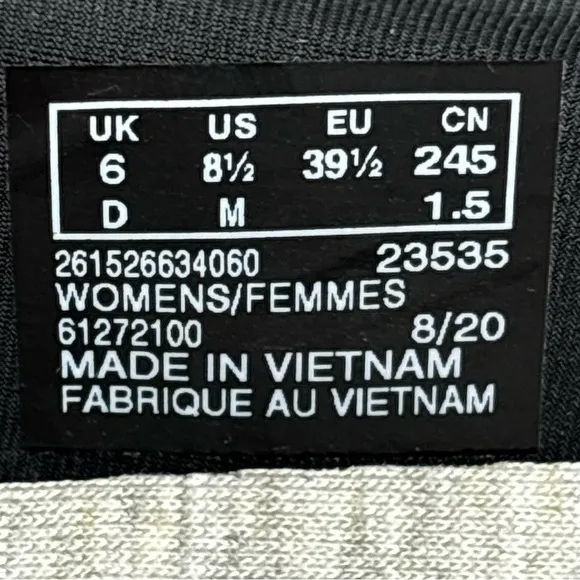 UK US EU CN
6 8½ 39½ 245
D M 1.5
261526634060 23535
WOMENS/FEMMES
61272100 8/20
MADE IN VIETNAM
FABRIQUE AU VIETNAM